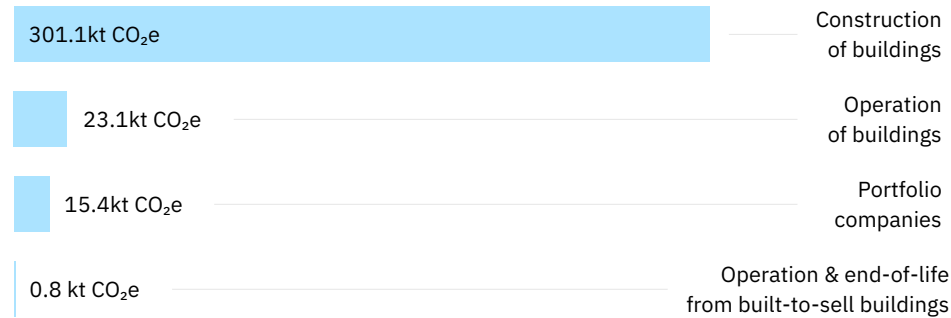 301.1kt CO₂e
Construction
of buildings
23.1kt CO₂e
Operation
of buildings
15.4kt CO₂e
Portfolio
companies
0.8 kt CO₂e
Operation & end-of-life
from built-to-sell buildings